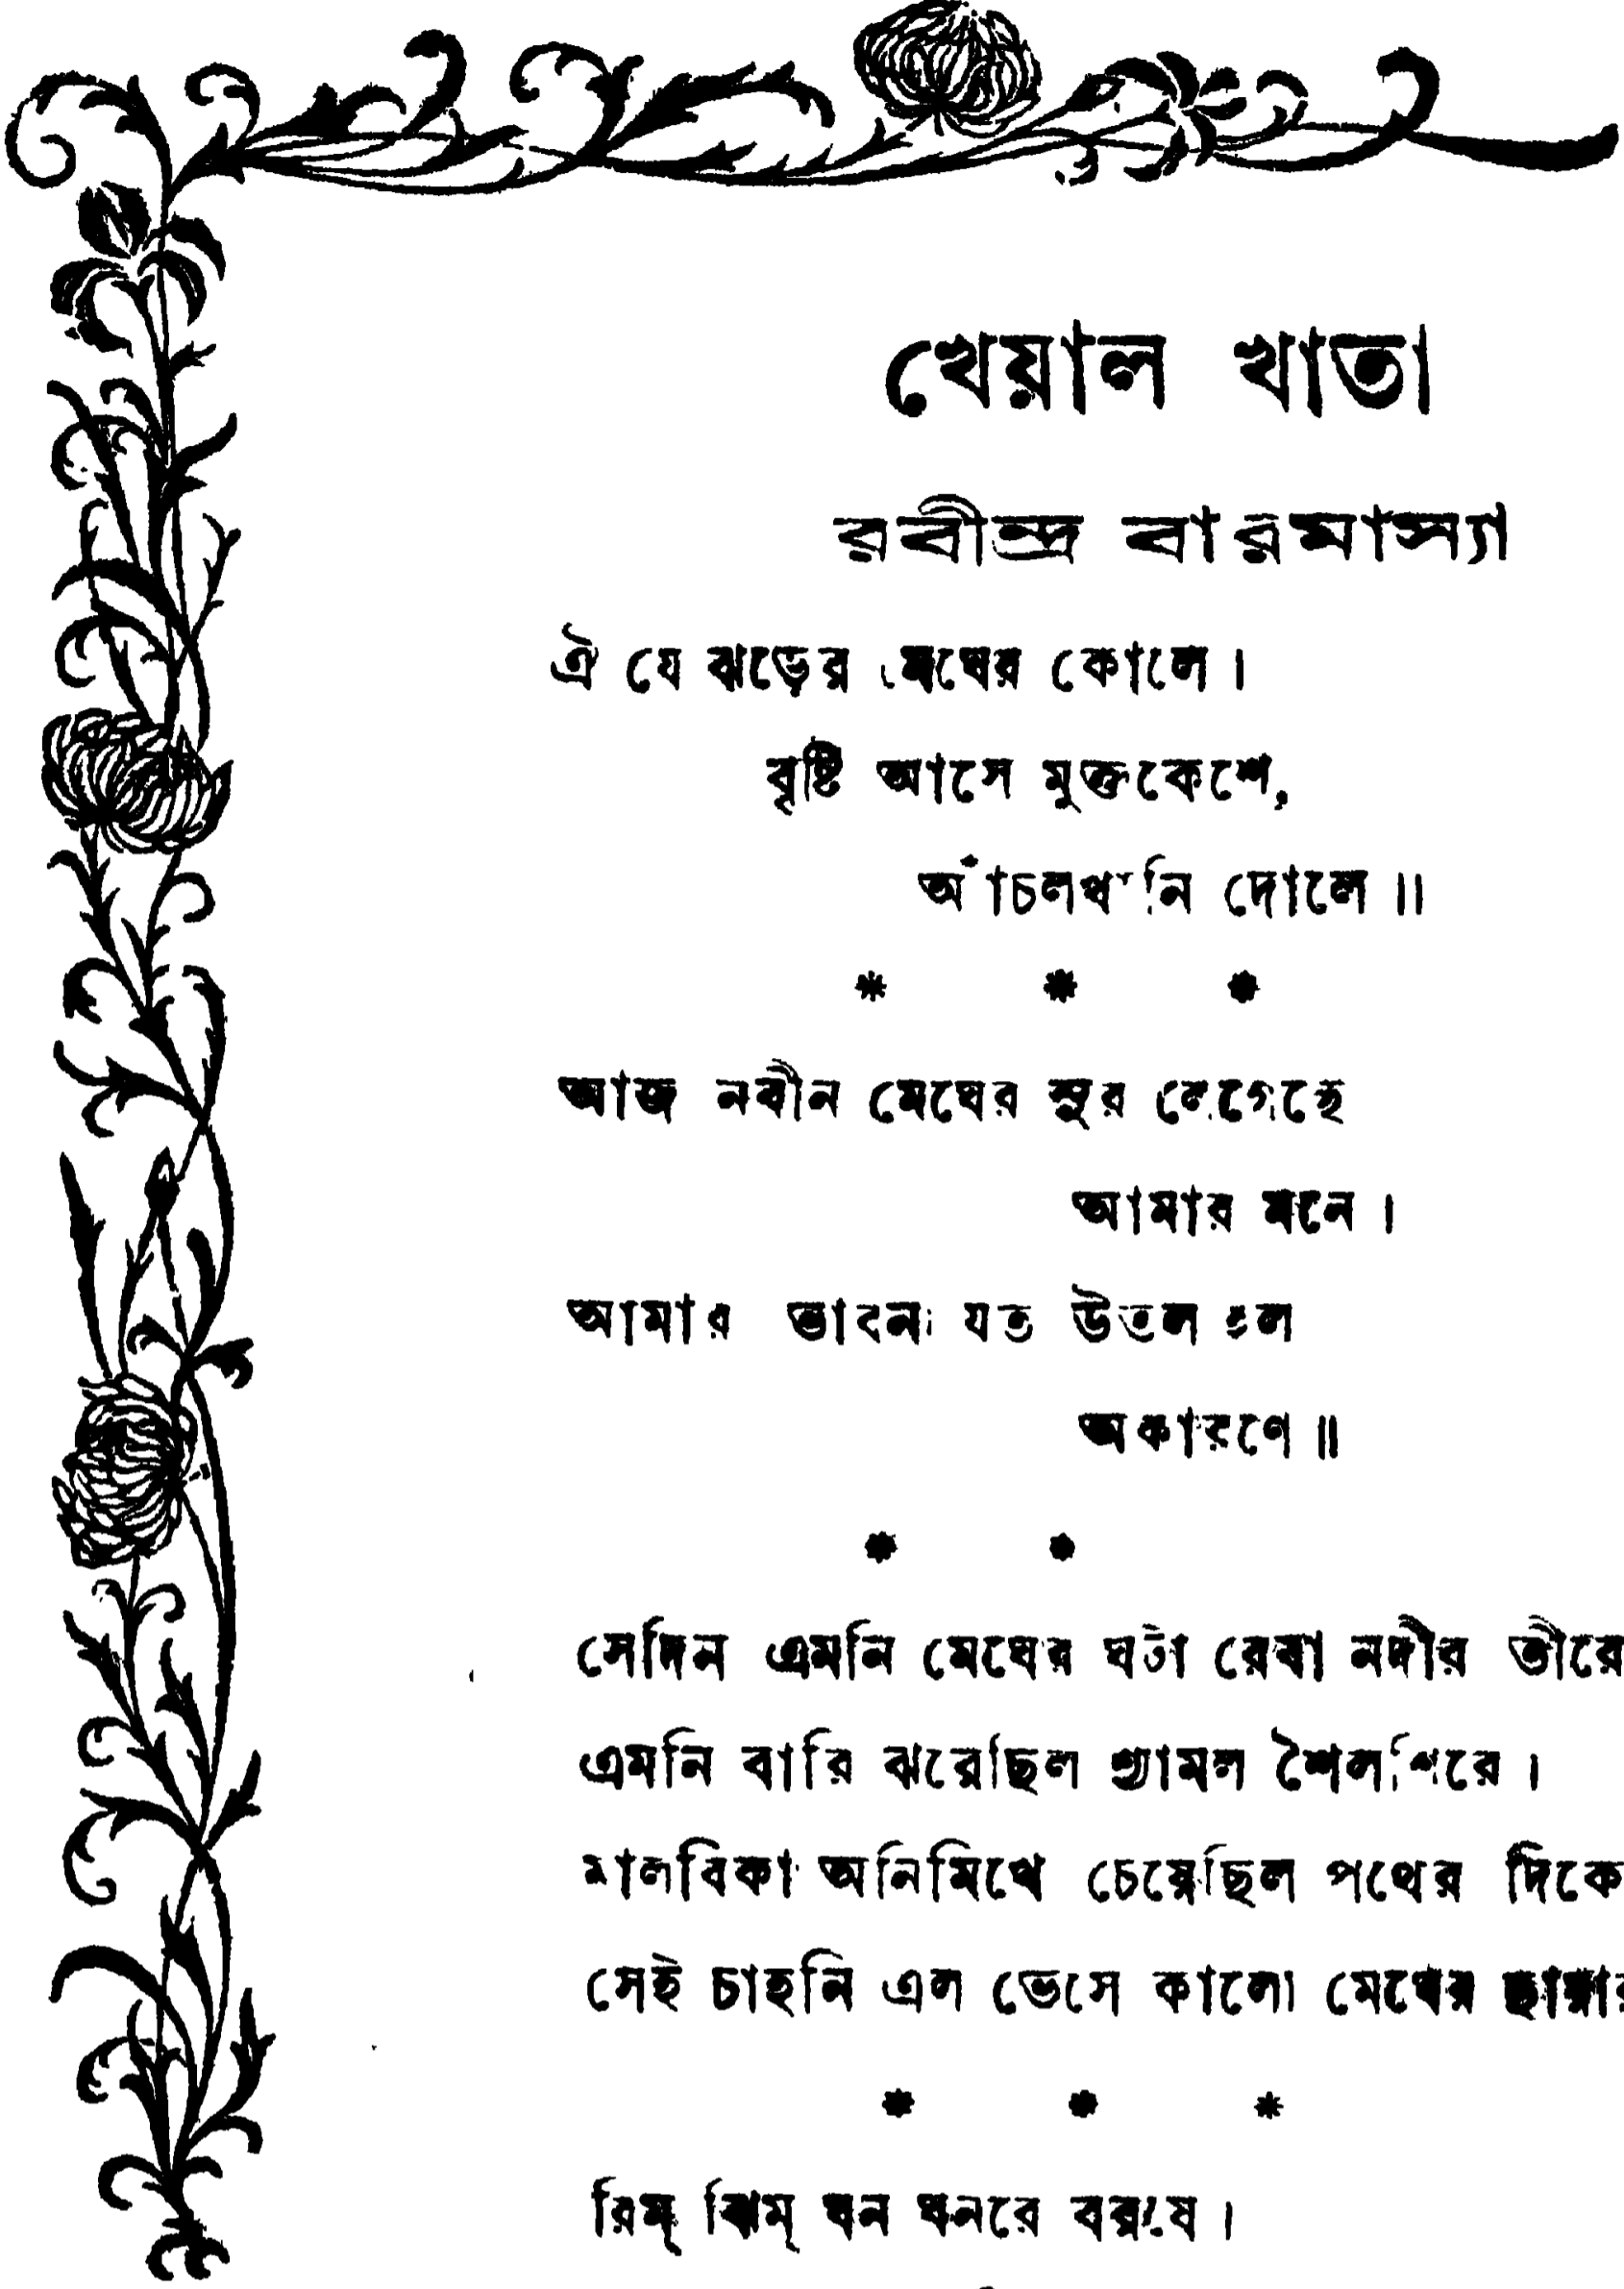 খেয়াল খাতা
রবীন্দ্র বারমাস্যা
ঐ যে ঝড়ের মেঘের কোলে।
বৃষ্টি আসে মুক্তকেশে,
আঁচলখানি দোলে॥
* * *
আজ নবীন মেঘের সুর লেগেছে
আমার মনে।
আমার ভাবনা যত উতল হল
অকারণে॥
* *
সেদিন এমনি মেঘের ঘটা রেবা নদীর তীরে
এমনি বারি ঝরেছিল শ্যামল শৈলশিরে।
মালবিকা অনিমিখে চেয়েছিল পথের দিকে
সেই চাহনি এল ভেসে কালো মেঘের ছায়ার
* * *
রিম্ ঝিম্ ঘন ঘনরে বরষে।